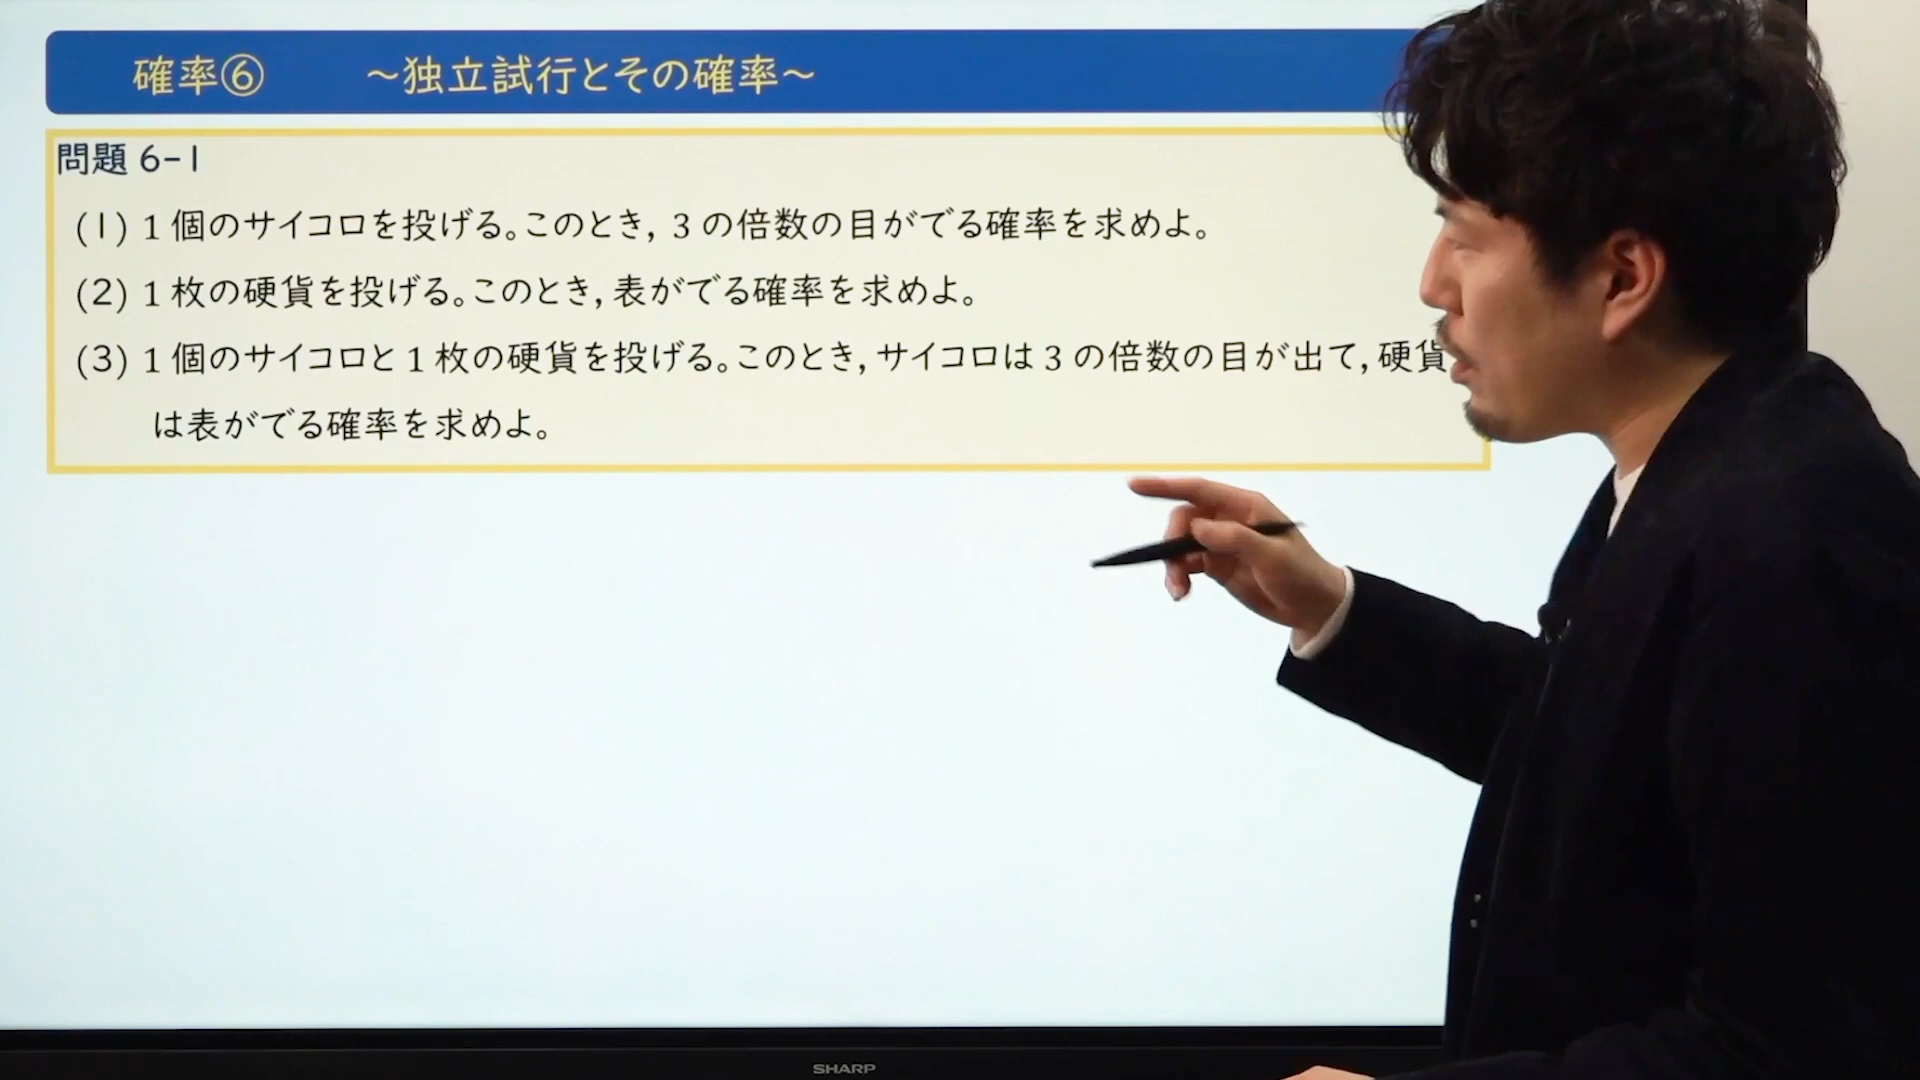 確率⑥ ～独立試行とその確率～
問題 6-1
(1) 1 個のサイコロを投げる。このとき, 3 の倍数の目がでる確率を求めよ。
(2) 1 枚の硬貨を投げる。このとき, 表がでる確率を求めよ。
(3) 1 個のサイコロと 1 枚の硬貨を投げる。このとき, サイコロは 3 の倍数の目が出て, 硬貨
は表がでる確率を求めよ。
SHARP